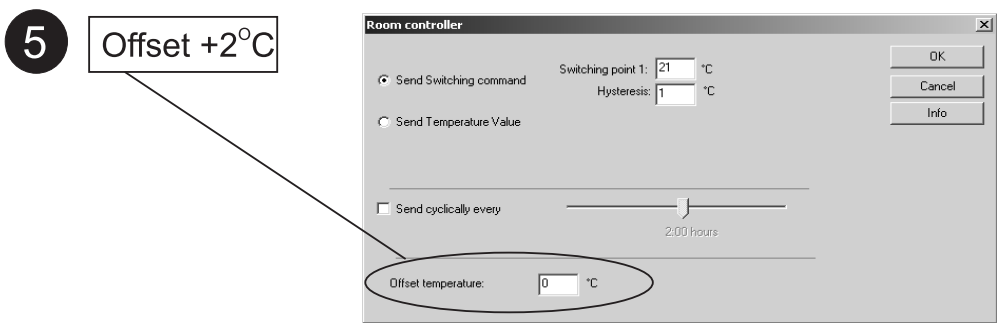 5
Offset +2°C
Room controller
Send Switching command
Switching point 1: 21 °C
Hysteresis: 1 °C
Send Temperature Value
OK
Cancel
Info
Send cyclically every
2:00 hours
Offset temperature: 0 °C